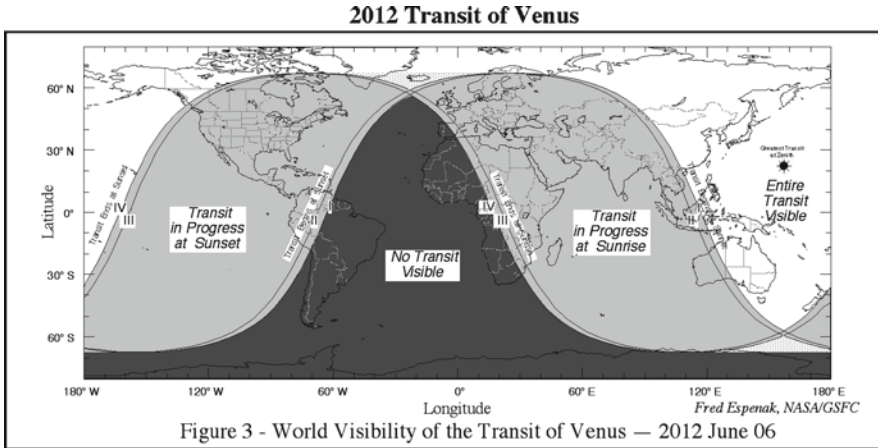 2012 Transit of Venus
60° N
30° N
0°
30° S
60° S
Latitude
Transit Ends at Sunset
IV
III
Transit
in Progress
at Sunset
Transit Begins at Sunset
II
I
No Transit
Visible
IV
III
Transit Ends at Sunrise
Transit
in Progress
at Sunrise
II
I
Greatest Transit
at Zenith
Entire
Transit
Visible
180° W
120° W
60° W
0°
60° E
120° E
180° E
Longitude
Fred Espenak, NASA/GSFC
Figure 3 - World Visibility of the Transit of Venus — 2012 June 06